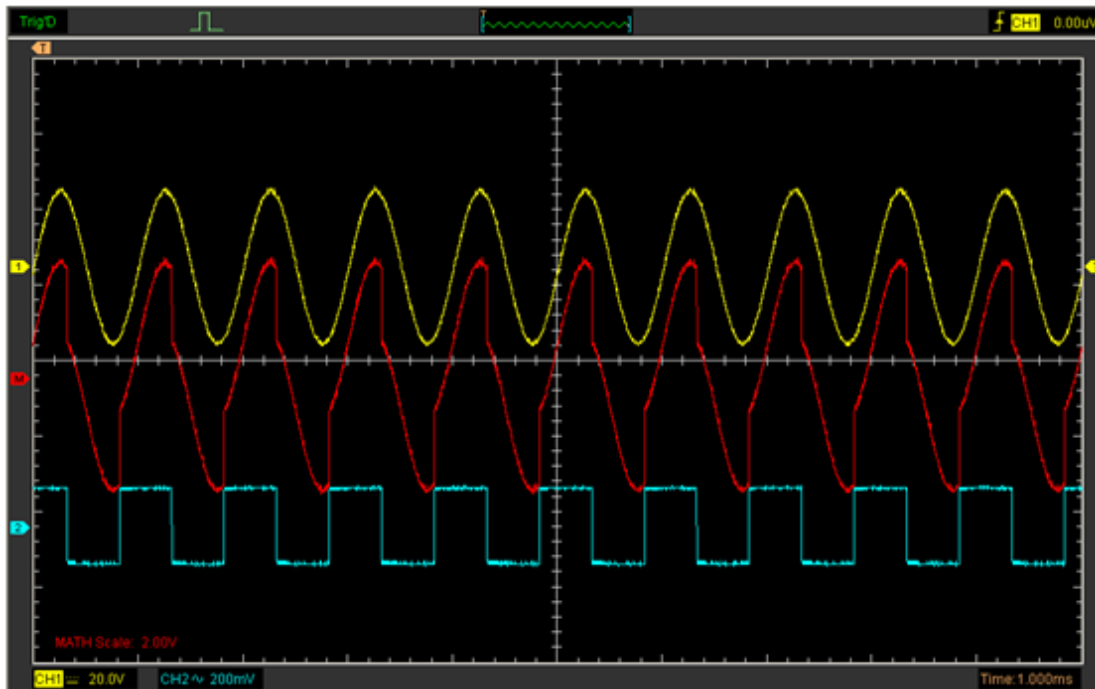 Trig'D T CH1 0.00uV
T
1
M
2
MATH Scale: 2.00V
CH1 20.0V CH2 200mV Time:1.000ms